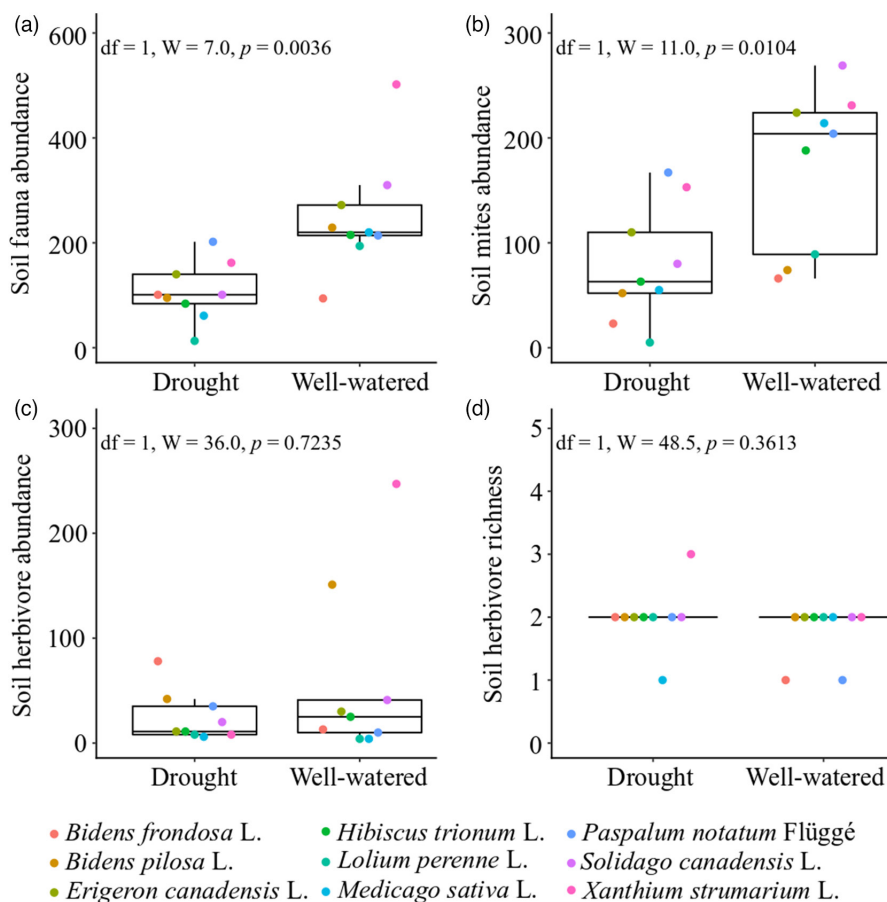 (a)
Soil fauna abundance
600
400
200
0
df = 1, W = 7.0, p = 0.0036
Drought Well-watered
(b)
Soil mites abundance
300
200
100
0
df = 1, W = 11.0, p = 0.0104
Drought Well-watered
(c)
Soil herbivore abundance
300
200
100
0
df = 1, W = 36.0, p = 0.7235
Drought Well-watered
(d)
Soil herbivore richness
5
4
3
2
1
0
df = 1, W = 48.5, p = 0.3613
Drought Well-watered
Bidens frondosa L. Hibiscus trionum L. Paspalum notatum Flüggé
Bidens pilosa L. Lolium perenne L. Solidago canadensis L.
Erigeron canadensis L. Medicago sativa L. Xanthium strumarium L.